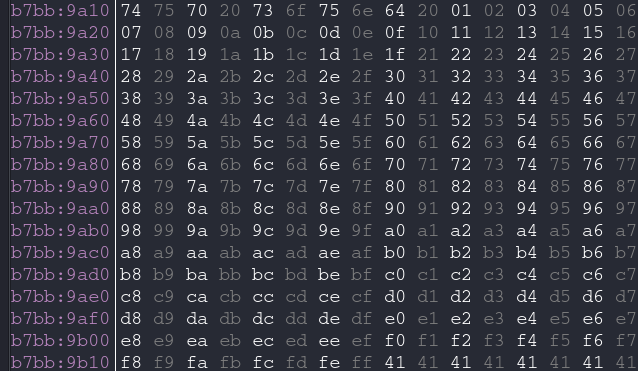 b7bb:9a10 74 75 70 20 73 6f 75 6e 64 20 01 02 03 04 05 06
b7bb:9a20 07 08 09 0a 0b 0c 0d 0e 0f 10 11 12 13 14 15 16
b7bb:9a30 17 18 19 1a 1b 1c 1d 1e 1f 21 22 23 24 25 26 27
b7bb:9a40 28 29 2a 2b 2c 2d 2e 2f 30 31 32 33 34 35 36 37
b7bb:9a50 38 39 3a 3b 3c 3d 3e 3f 40 41 42 43 44 45 46 47
b7bb:9a60 48 49 4a 4b 4c 4d 4e 4f 50 51 52 53 54 55 56 57
b7bb:9a70 58 59 5a 5b 5c 5d 5e 5f 60 61 62 63 64 65 66 67
b7bb:9a80 68 69 6a 6b 6c 6d 6e 6f 70 71 72 73 74 75 76 77
b7bb:9a90 78 79 7a 7b 7c 7d 7e 7f 80 81 82 83 84 85 86 87
b7bb:9aa0 88 89 8a 8b 8c 8d 8e 8f 90 91 92 93 94 95 96 97
b7bb:9ab0 98 99 9a 9b 9c 9d 9e 9f a0 a1 a2 a3 a4 a5 a6 a7
b7bb:9ac0 a8 a9 aa ab ac ad ae af b0 b1 b2 b3 b4 b5 b6 b7
b7bb:9ad0 b8 b9 ba bb bc bd be bf c0 c1 c2 c3 c4 c5 c6 c7
b7bb:9ae0 c8 c9 ca cb cc cd ce cf d0 d1 d2 d3 d4 d5 d6 d7
b7bb:9af0 d8 d9 da db dc dd de df e0 e1 e2 e3 e4 e5 e6 e7
b7bb:9b00 e8 e9 ea eb ec ed ee ef f0 f1 f2 f3 f4 f5 f6 f7
b7bb:9b10 f8 f9 fa fb fc fd fe ff 41 41 41 41 41 41 41 41